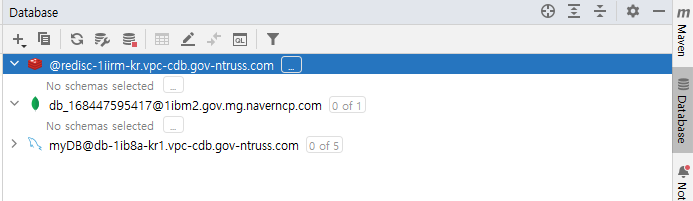 Database
@redisc-1iirm-kr.vpc-cdb.gov-ntruss.com ...
No schemas selected ...
db_168447595417@1ibm2.gov.mg.naverncp.com 0 of 1
No schemas selected ...
myDB@db-1ib8a-kr1.vpc-cdb.gov-ntruss.com 0 of 5
m
Maven
Database
Not